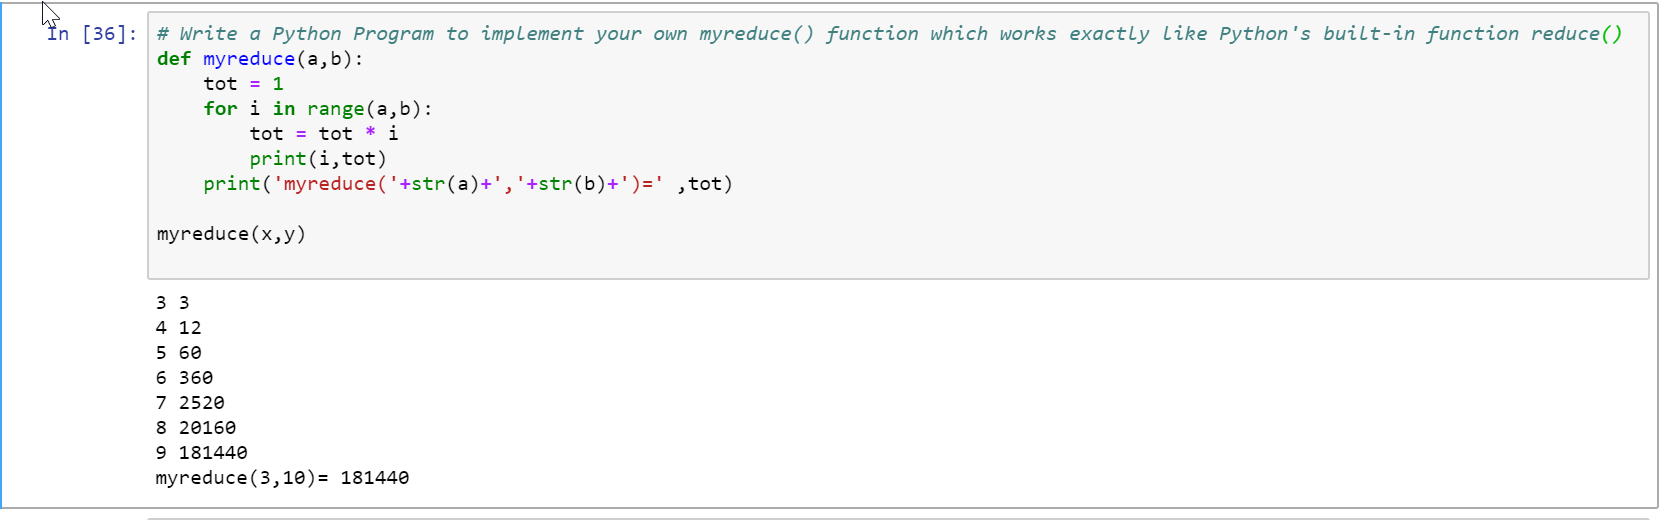 In [36]:
# Write a Python Program to implement your own myreduce() function which works exactly like Python's built-in function reduce()
def myreduce(a,b):
    tot = 1
    for i in range(a,b):
        tot = tot * i
        print(i,tot)
    print('myreduce('+str(a)+','+str(b)+')=' ,tot)
myreduce(x,y)
3 3
4 12
5 60
6 360
7 2520
8 20160
9 181440
myreduce(3,10)= 181440